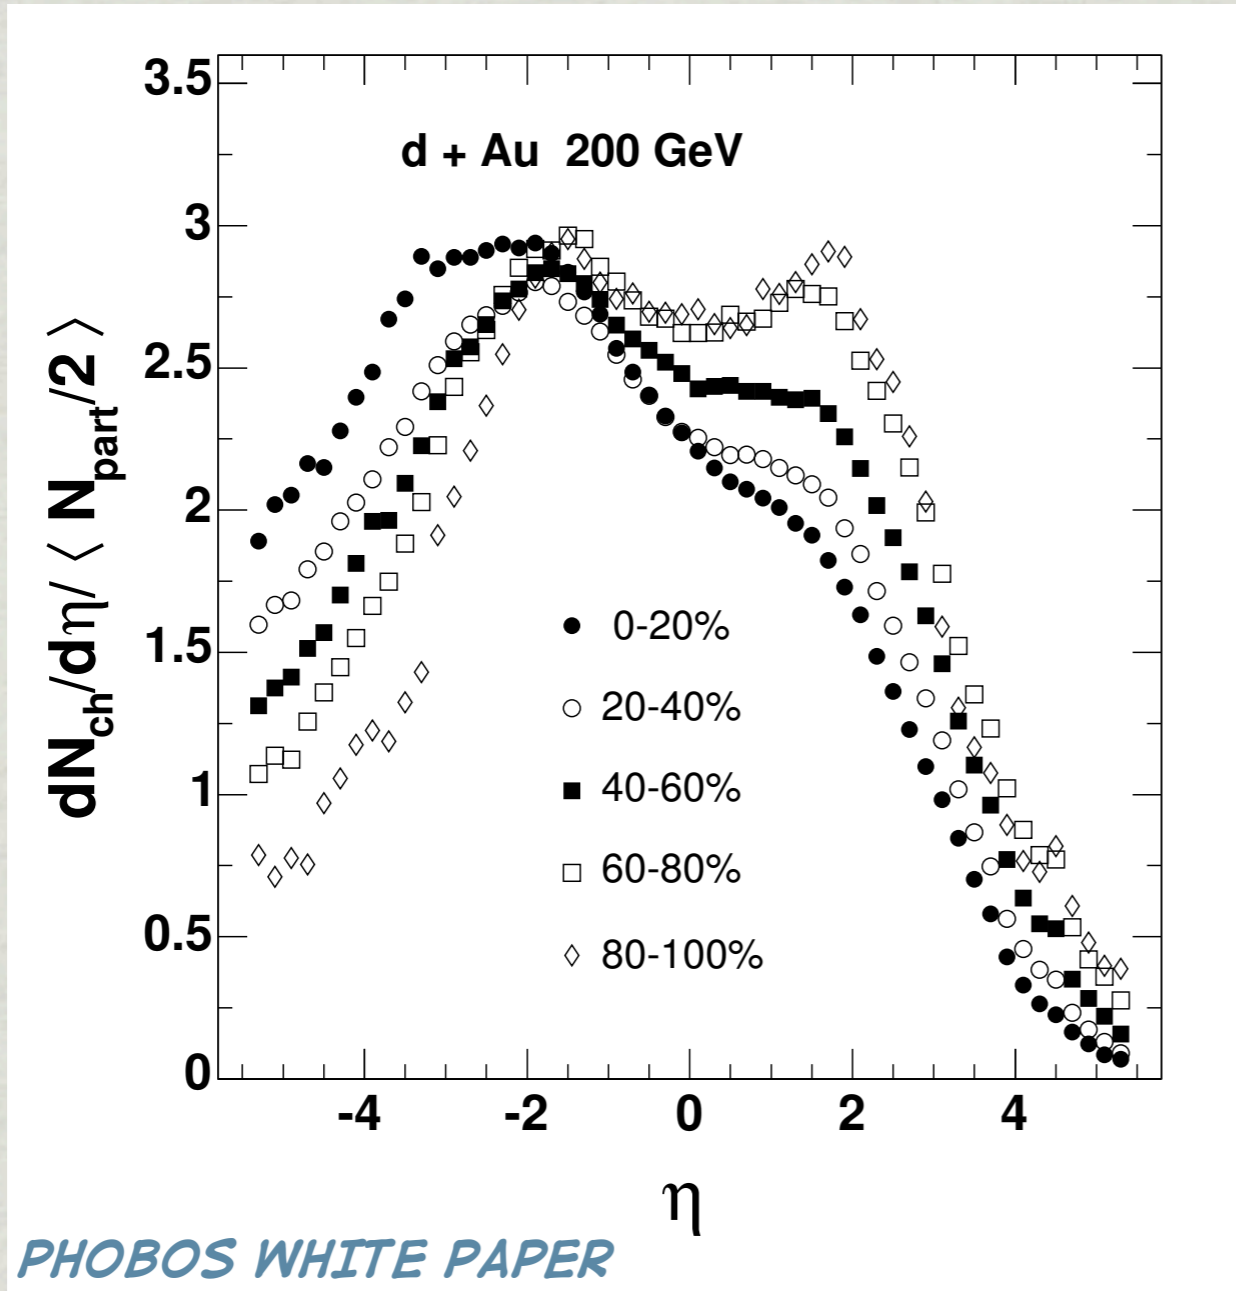 dN_ch/dη/⟨N_part/2⟩
3.5
3
2.5
2
1.5
1
0.5
0
d + Au 200 GeV
0-20%
20-40%
40-60%
60-80%
80-100%
-4 -2 0 2 4
η
PHOBOS WHITE PAPER